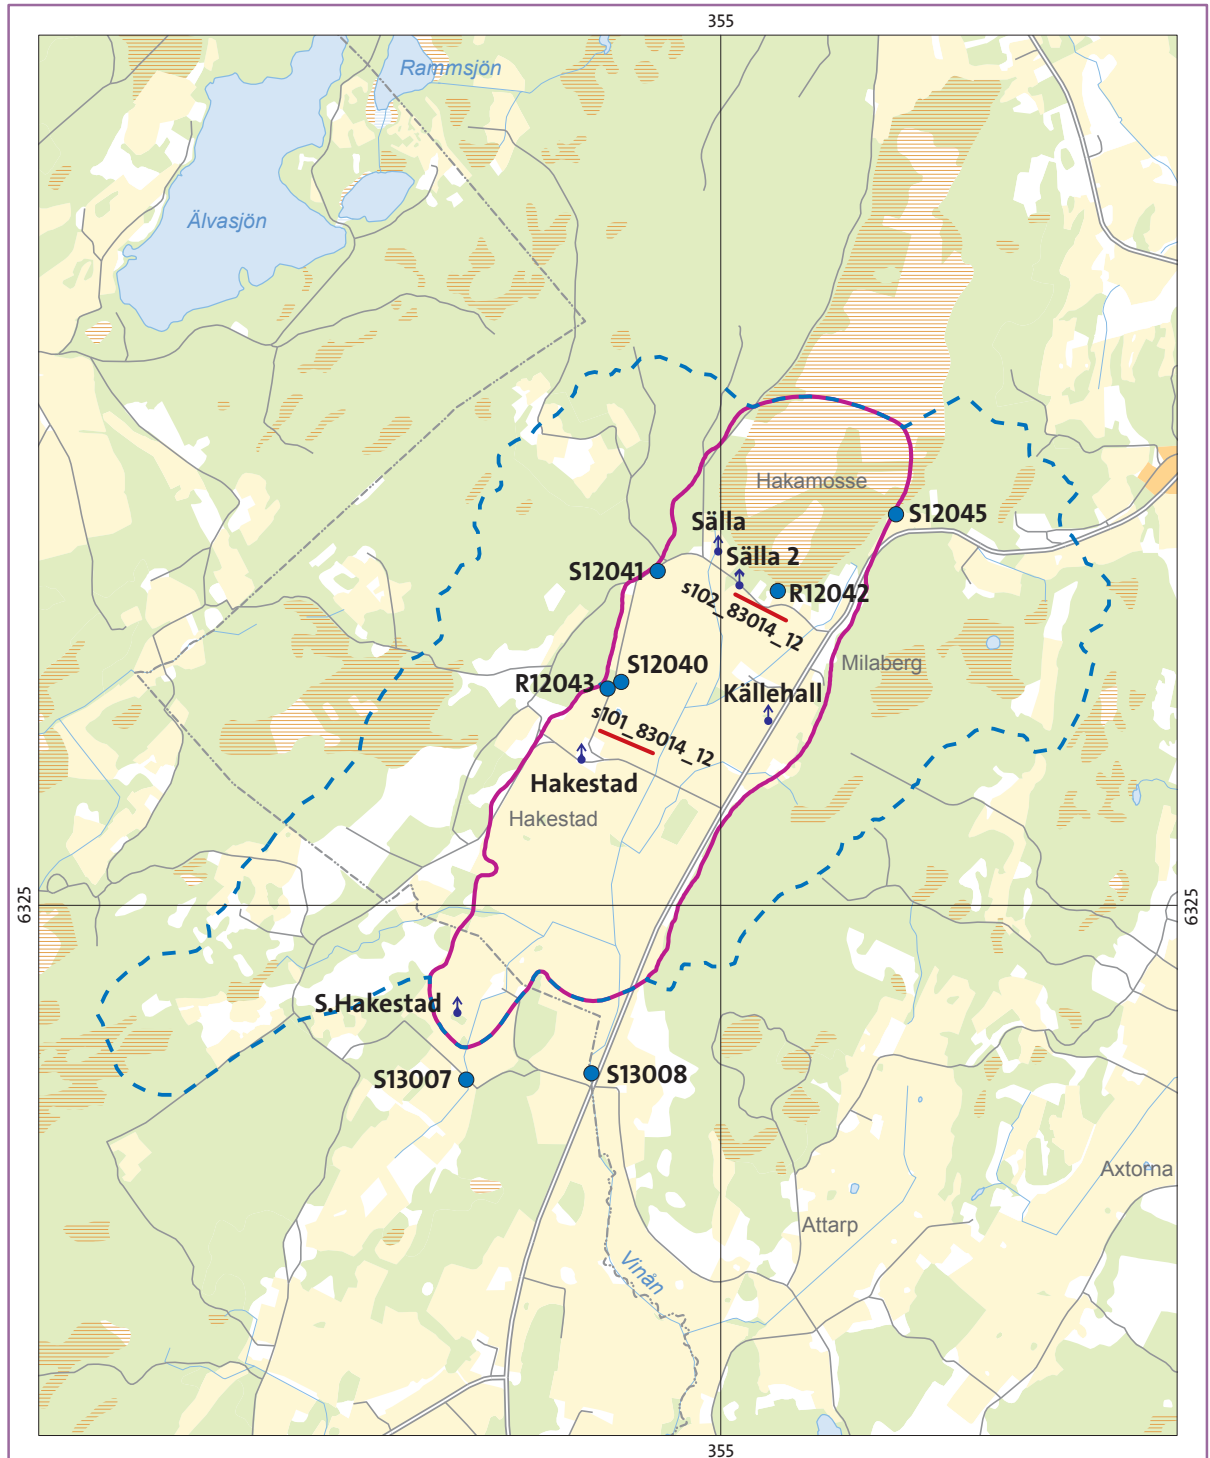 355
Rammsjön
Älvasjön
Hakamosse
Sälla
S12045
Sälla 2
S12041
R12042
s102_83014_12
Milaberg
S12040
R12043
Källehall
s101_83014_12
Hakestad
Hakestad
6325
6325
S.Hakestad
S13007
S13008
Axtorna
Attarp
Vinån
355